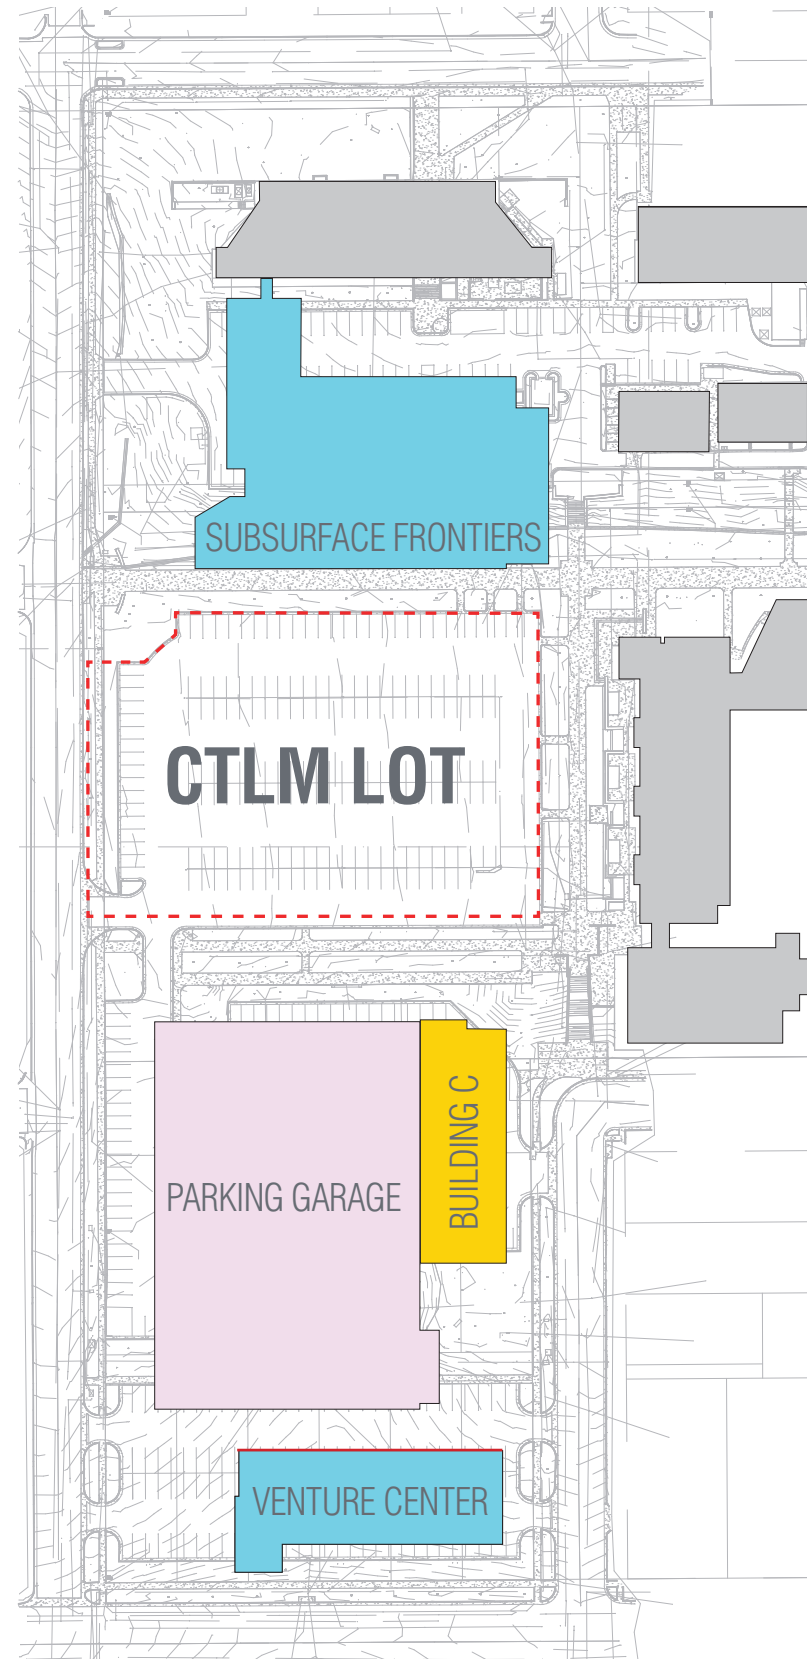 SUBSURFACE FRONTIERS
CTLM LOT
PARKING GARAGE
BUILDING C
VENTURE CENTER